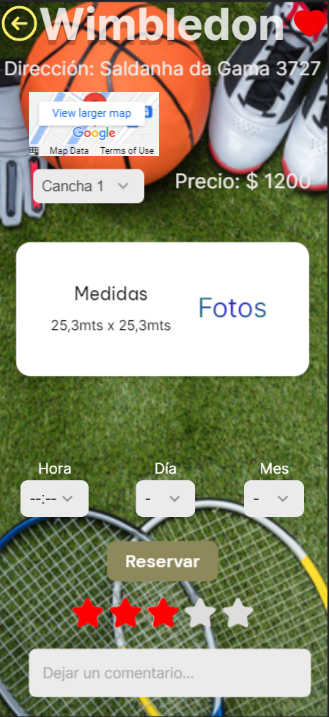 Wimbledon
Dirección: Saldanha da Gama 3727
View larger map
Google
Map Data Terms of Use
Cancha 1
Precio: $ 1200
Medidas
25,3mts x 25,3mts
Fotos
Hora Día Mes
--:-- - -
Reservar
Dejar un comentario...